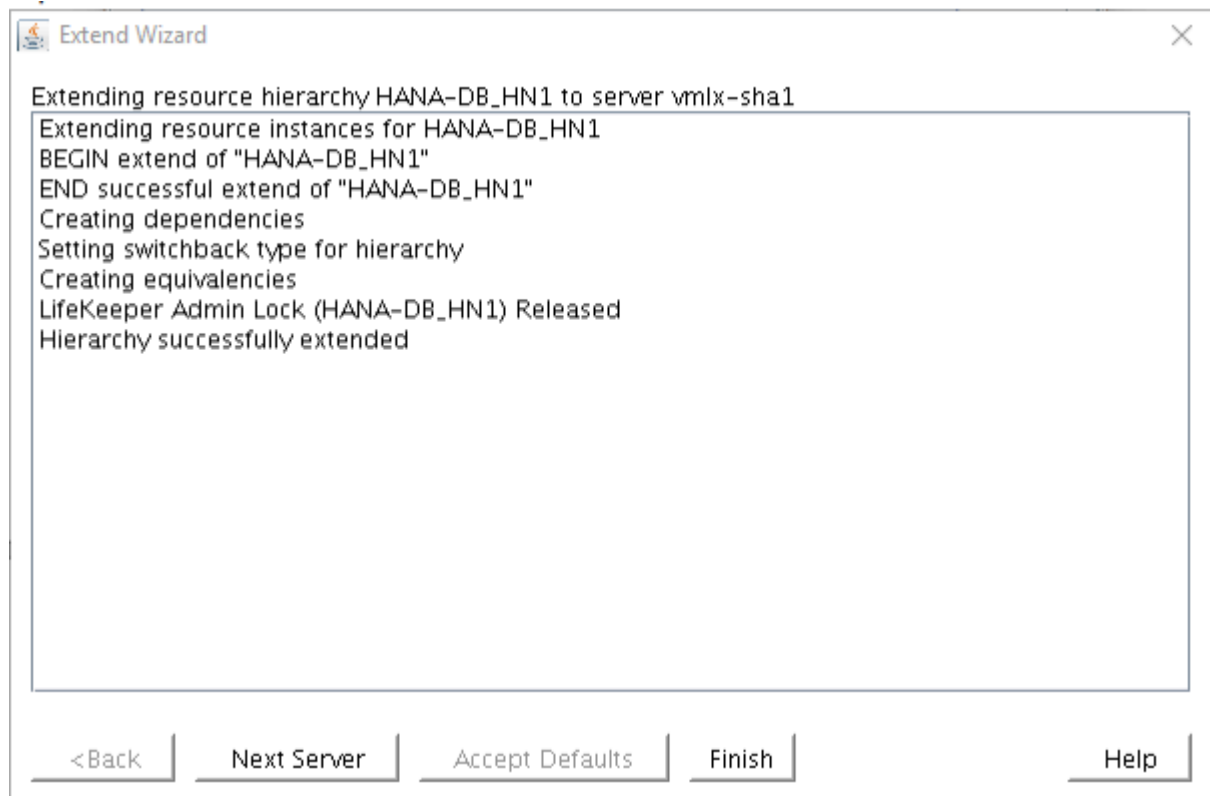 Extend Wizard
Extending resource hierarchy HANA-DB_HN1 to server vmlx-sha1
Extending resource instances for HANA-DB_HN1
BEGIN extend of "HANA-DB_HN1"
END successful extend of "HANA-DB_HN1"
Creating dependencies
Setting switchback type for hierarchy
Creating equivalencies
LifeKeeper Admin Lock (HANA-DB_HN1) Released
Hierarchy successfully extended
<Back Next Server Accept Defaults Finish Help